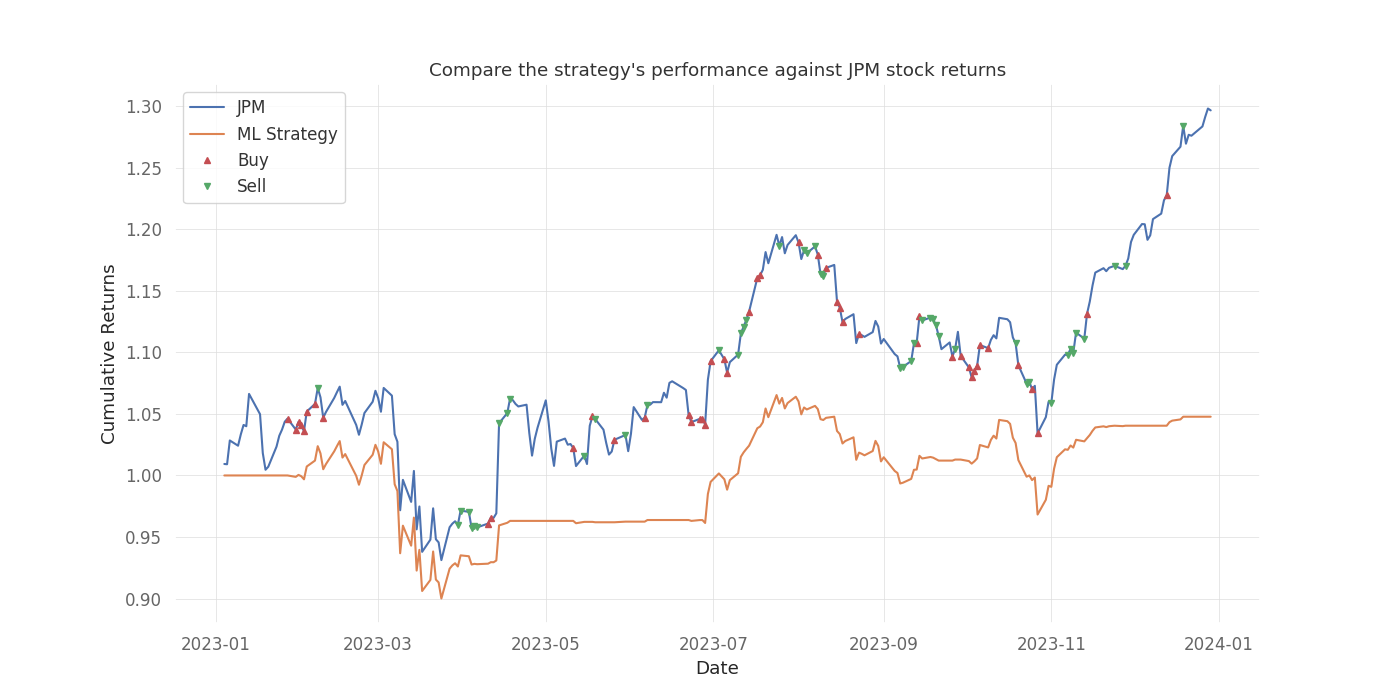 Compare the strategy's performance against JPM stock returns
JPM
ML Strategy
Buy
Sell
1.30
1.25
1.20
1.15
1.10
1.05
1.00
0.95
0.90
Cumulative Returns
2023-01
2023-03
2023-05
2023-07
2023-09
2023-11
2024-01
Date